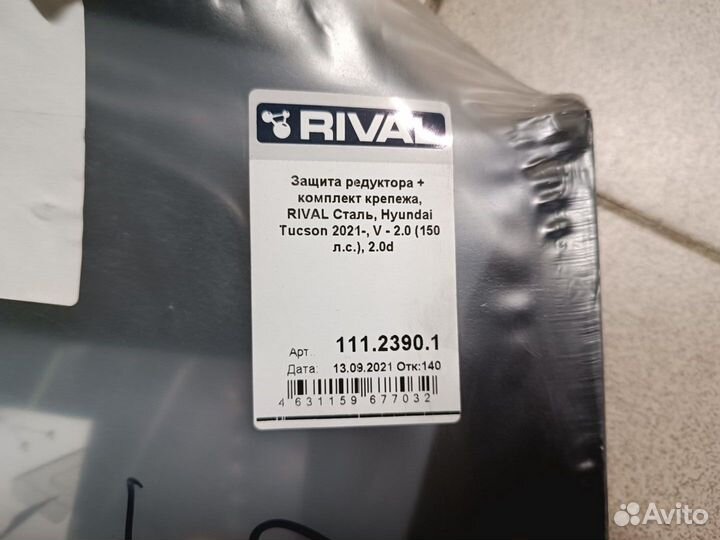 RIVAL
Защита редуктора +
комплект крепежа,
RIVAL Сталь, Hyundai
Tucson 2021-, V - 2.0 (150
л.с.), 2.0d
Арт.: 111.2390.1
Дата: 13.09.2021 Отк:140
4 631159 677032
Avito